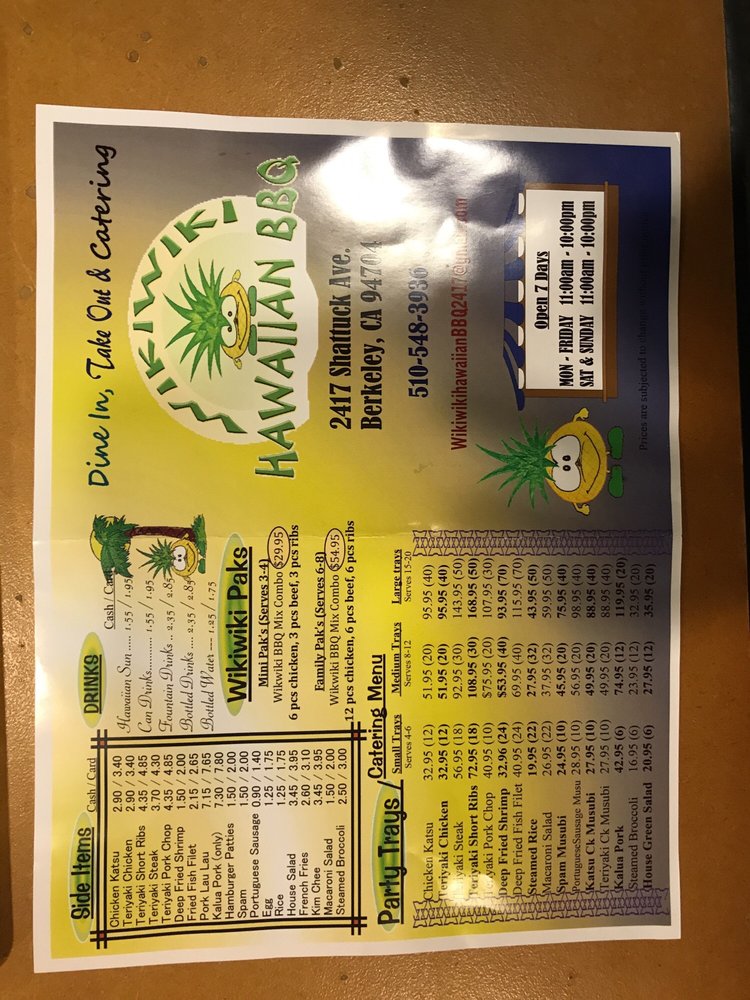 Side Items Cash / Card
Chicken Katsu 2.90 / 3.40
Teriyaki Chicken 2.90 / 3.40
Teriyaki Short Ribs 4.35 / 4.85
Teriyaki Steak 3.70 / 4.30
Teriyaki Pork Chop 4.35 / 4.85
Deep Fried Shrimp 1.50 / 2.00
Fried Fish Filet 2.15 / 2.65
Pork Lau Lau 7.15 / 7.65
Kalua Pork (only) 7.30 / 7.80
Hamburger Patties 1.50 / 2.00
Spam 1.50 / 2.00
Portuguese Sausage 0.90 1.40
Egg 1.25 / 1.75
Rice 1.25 / 1.75
House Salad 3.45 / 3.95
French Fries 2.60 / 3.10
Kim Chee 3.45 / 3.95
Macaroni Salad 1.50 / 2.00
Steamed Broccoli 2.50 / 3.00
DRINKS
Cash / Card
Hawaiian Sun ...... 1.55 / 1.95
Can Drinks.......... 1.55 / 1.95
Fountain Drinks .. 2.35 / 2.85
Bottled Drinks .... 2.35 / 2.85
Bottled Water --- 1.25 / 1.75
Wikiwiki Paks
Mini Pak's (Serves 3-4)
Wikwiki BBQ Mix Combo $29.95
6 pcs chicken, 3 pcs beef, 3 pcs ribs
Family Pak's (Serves 6-8)
Wikwiki BBQ Mix Combo $54.95
12 pcs chicken, 6 pcs beef, 6 pcs ribs
Party Trays / Catering Menu
Small Trays Medium Trays Large trays
Serves 4-6 Serves 8-12 Serves 15-20
Chicken Katsu 32.95 (12) 51.95 (20) 95.95 (40)
Teriyaki Chicken 32.95 (12) 51.95 (20) 95.95 (40)
Teriyaki Steak 56.95 (18) 92.95 (30) 143.95 (50)
Teriyaki Short Ribs 72.95 (18) 108.95 (30) 168.95 (50)
Teriyaki Pork Chop 40.95 (10) $75.95 (20) 107.95 (30)
Deep Fried Shrimp 32.96 (24) $53.95 (40) 93.95 (70)
Deep Fried Fish Filet 40.95 (24) 69.95 (40) 115.95 (70)
Steamed Rice 19.95 (22) 27.95 (32) 43.95 (50)
Macaroni Salad 26.95 (22) 37.95 (32) 59.95 (50)
Spam Musubi 24.95 (10) 45.95 (20) 75.95 (40)
PortugueseSausage Musu 28.95 (10) 56.95 (20) 98.95 (40)
Katsu Ck Musubi 27.95 (10) 49.95 (20) 88.95 (40)
Teriyaki Ck Musubi 27.95 (10) 49.95 (20) 88.95 (40)
Kalua Pork 42.95 (6) 74.95 (12) 119.95 (20)
Steamed Broccoli 16.95 (6) 23.95 (12) 32.95 (20)
House Green Salad 20.95 (6) 27.95 (12) 35.95 (20)
Dine In, Take Out & Catering
WIKIWIKI
HAWAIIAN BBQ
2417 Shattuck Ave.
Berkeley, CA 94704
510-548-3936
WikiwikihawaiianBBQ2417@gmail.com
Open 7 Days
MON - FRIDAY 11:00am - 10:00pm
SAT & SUNDAY 11:00am - 10:00pm
Prices are subjected to change